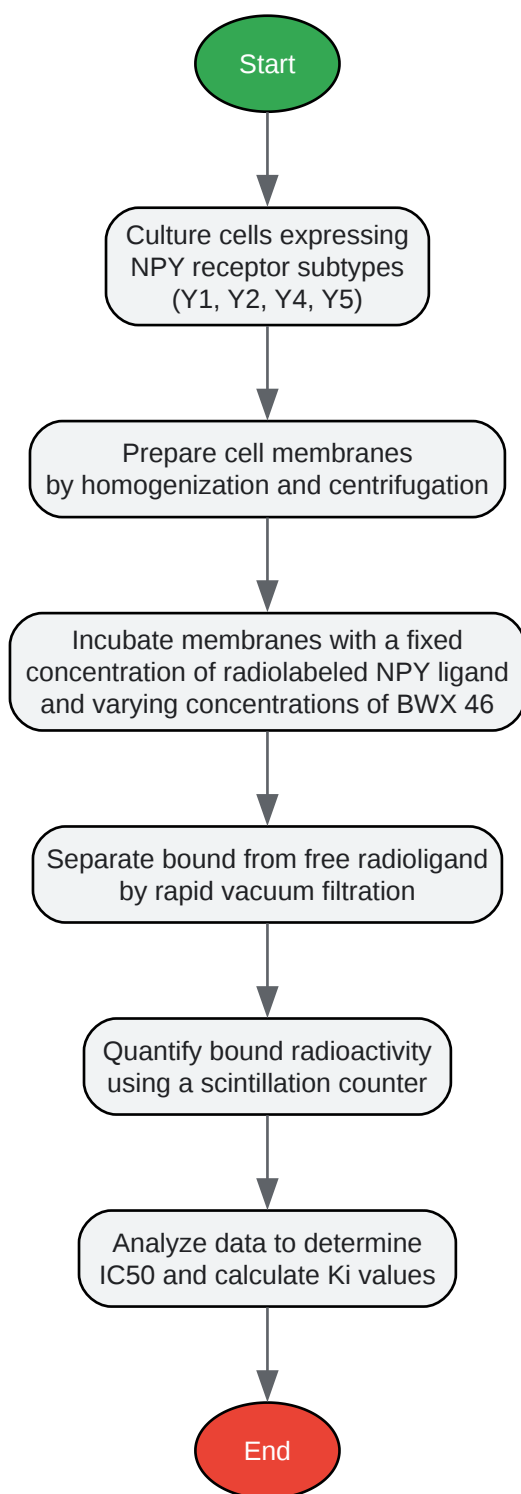 Start
Culture cells expressing
NPY receptor subtypes
(Y1, Y2, Y4, Y5)
Prepare cell membranes
by homogenization and centrifugation
Incubate membranes with a fixed
concentration of radiolabeled NPY ligand
and varying concentrations of BWX 46
Separate bound from free radioligand
by rapid vacuum filtration
Quantify bound radioactivity
using a scintillation counter
Analyze data to determine
IC50 and calculate Ki values
End